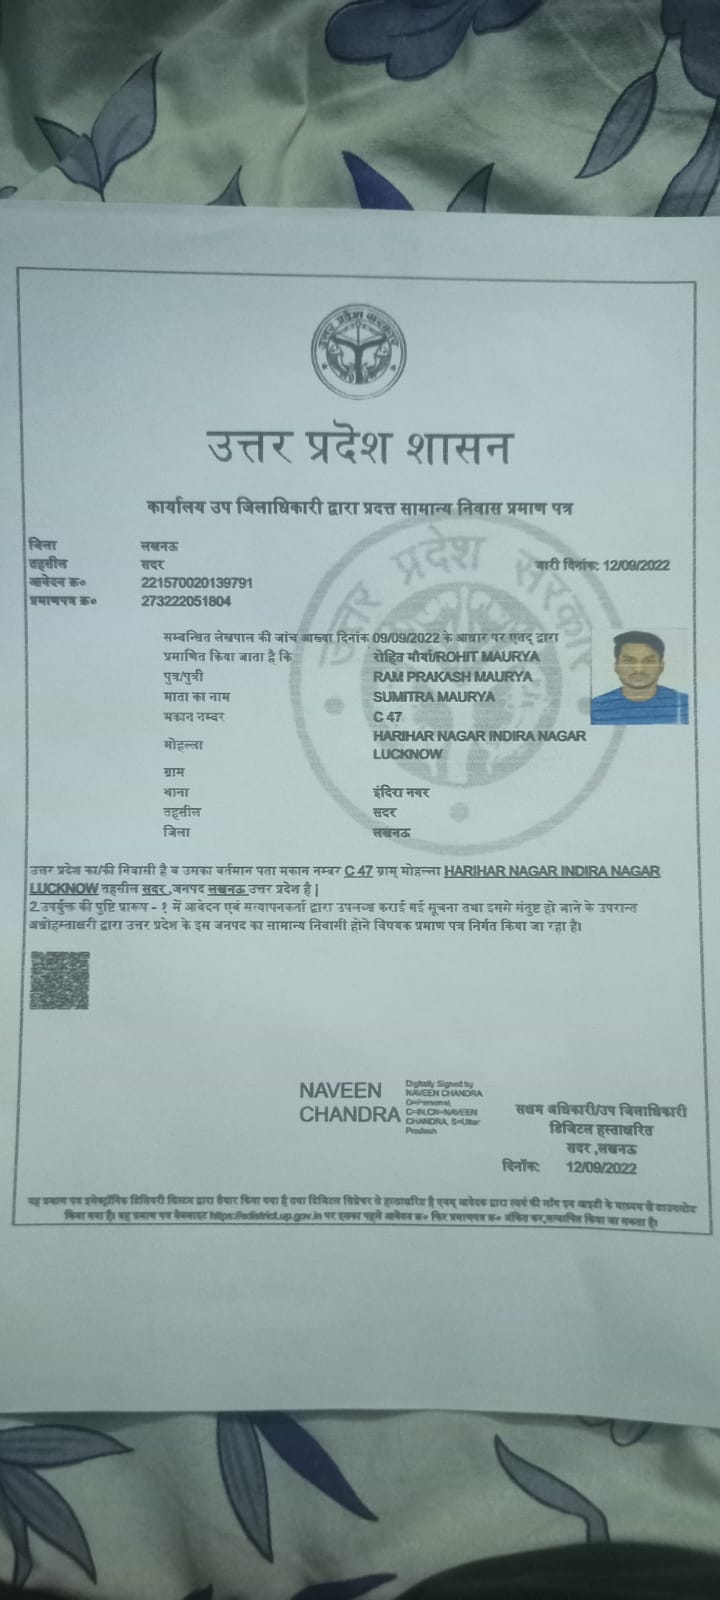 उत्तर प्रदेश सरकार
उत्तर प्रदेश शासन
कार्यालय उप जिलाधिकारी द्वारा प्रदत्त सामान्य निवास प्रमाण पत्र
जिला लखनऊ
तहसील सदर जारी दिनांक: 12/09/2022
आवेदन क्र० 221570020139791
प्रमाणपत्र क्र० 273222051804
उत्तर प्रदेश सरकार
सम्बन्धित लेखपाल की जांच आख्या दिनांक 09/09/2022 के आधार पर एतद् द्वारा
प्रमाणित किया जाता है कि रोहित मौर्या/ROHIT MAURYA
पुत्र/पुत्री RAM PRAKASH MAURYA
माता का नाम SUMITRA MAURYA
मकान नम्बर C 47
मोहल्ला HARIHAR NAGAR INDIRA NAGAR
LUCKNOW
ग्राम
थाना इंदिरा नगर
तहसील सदर
जिला लखनऊ
उत्तर प्रदेश का/की निवासी है व उसका वर्तमान पता मकान नम्बर C 47 ग्राम् मोहल्ला HARIHAR NAGAR INDIRA NAGAR
LUCKNOW तहसील सदर ,जनपद लखनऊ उत्तर प्रदेश है |
2.उपर्युक्त की पुष्टि प्रारूप - १ में आवेदन एवं सत्यापनकर्ता द्वारा उपलब्ध कराई गई सूचना तथा इससे संतुष्ट हो जाने के उपरान्त
अधोहस्ताक्षरी द्वारा उत्तर प्रदेश के इस जनपद का सामान्य निवासी होने विषयक प्रमाण पत्र निर्गत किया जा रहा है।
NAVEEN
CHANDRA
Digitally Signed by
NAVEEN CHANDRA
O=Personal,
C=IN,CN=NAVEEN
CHANDRA, S=Uttar
Pradesh
सक्षम अधिकारी/उप जिलाधिकारी
डिजिटल हस्ताक्षरित
सदर ,लखनऊ
दिनाँक: 12/09/2022
यह प्रमाण पत्र इलेक्ट्रॉनिक डिलिवरी सिस्टम द्वारा तैयार किया गया है तथा डिजिटल सिग्नेचर से हस्ताक्षरित है एवम् आवेदक द्वारा स्वयं की लॉग इन आइडी के माध्यम से डाउनलोड
किया गया है। यह प्रमाण पत्र वेबसाइट https://edistrict.up.gov.in पर इसका पहले आवेदन क्र० फिर प्रमाणपत्र क्र० अंकित कर,सत्यापित किया जा सकता है।